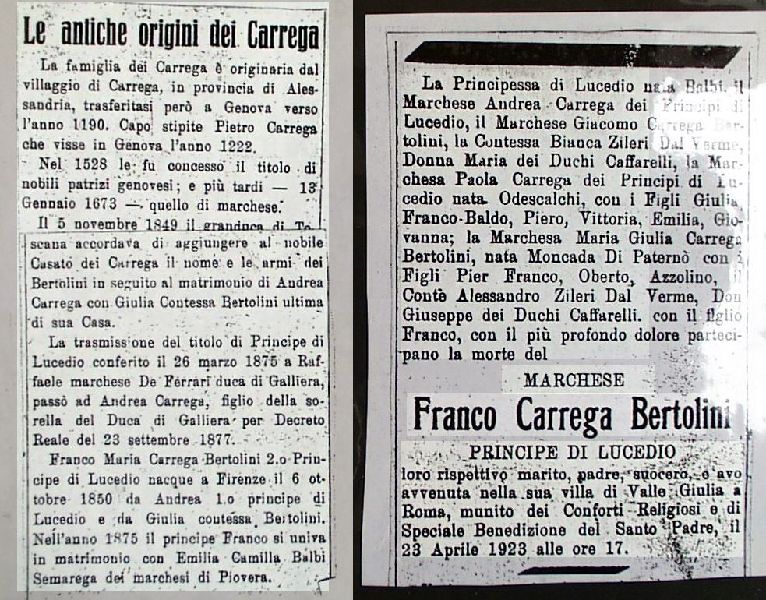 Le antiche origini dei Carrega
La famiglia dei Carrega è originaria dal
villaggio di Carrega, in provincia di Ales-
sandria, trasferitasi però a Genova verso
l'anno 1190. Capo stipite Pietro Carrega
che visse in Genova l'anno 1222.
Nel 1528 le fu concesso il titolo di
nobili patrizi genovesi; e più tardi — 13
Gennaio 1673 — quello di marchese.
Il 5 novembre 1849 il granduca di To-
scana accordava di aggiungere al nobile
Casato dei Carrega il nome e le armi dei
Bertolini in seguito al matrimonio di Andrea
Carrega con Giulia Contessa Bertolini ultima
di sua Casa.
La trasmissione del titolo di Principe di
Lucedio conferito il 26 marzo 1875 a Raf-
faele marchese De Ferrari duca di Galliera,
passò ad Andrea Carrega, figlio della so-
rella del Duca di Galliera per Decreto
Reale del 23 settembre 1877.
Franco Maria Carrega Bertolini 2.o Prin-
cipe di Lucedio nacque a Firenze il 6 ot
tobre 1850 da Andrea 1.o principe di
Lucedio e da Giulia contessa Bertolini.
Nell'anno 1875 il principe Franco si univa
in matrimonio con Emilia Camilla Balbi
Semarega dei marchesi di Piovera.
La Principessa di Lucedio nata Balbi, il
Marchese Andrea Carrega dei Principi di
Lucedio, il Marchese Giacomo Carrega Ber-
tolini, la Contessa Bianca Zileri Dal Verme,
Donna Maria dei Duchi Caffarelli, la Mar-
chesa Paola Carrega dei Principi di Lu-
cedio nata Odescalchi, con i Figli Giulia,
Franco-Baldo, Piero, Vittoria, Emilia, Gio-
vanna; la Marchesa Maria Giulia Carrega
Bertolini, nata Moncada Di Paternò con i
Figli Pier Franco, Oberto, Azzolino, il
Conte Alessandro Zileri Dal Verme, Don
Giuseppe dei Duchi Caffarelli. con il figlio
Franco, con il più profondo dolore parteci-
pano la morte del
MARCHESE
Franco Carrega Bertolini
PRINCIPE DI LUCEDIO
loro rispettivo marito, padre, suocero, e avo
avvenuta nella sua villa di Valle Giulia a
Roma, munito dei Conforti Religiosi e di
Speciale Benedizione del Santo Padre, il
23 Aprile 1923 alle ore 17.